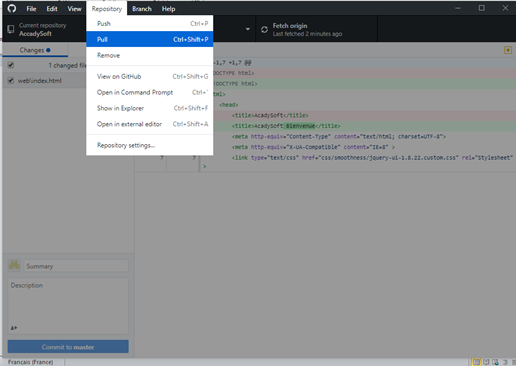 File Edit View Repository Branch Help
Current repository
AccadySoft
Fetch origin
Last fetched 2 minutes ago
Push Ctrl+P
Pull Ctrl+Shift+P
Remove
View on GitHub Ctrl+Shift+G
Open in Command Prompt Ctrl+`
Show in Explorer Ctrl+Shift+F
Open in external editor Ctrl+Shift+A
Repository settings...
Changes
1 changed file
web\index.html
-1,7 +1,7 @@
DOCTYPE html>
DOCTYPE html>
tml>
<head>
<title>AcadySoft</title>
<title>AcadySoft Bienvenue</title>
<meta http-equiv="Content-Type" content="text/html; charset=UTF-8">
<meta http-equiv="X-UA-Compatible" content="IE=8" >
7 7 <link type="text/css" href="css/smoothness/jquery-ui-1.8.22.custom.css" rel="Stylesheet"
>
Summary
Description
Commit to master
Français (France)